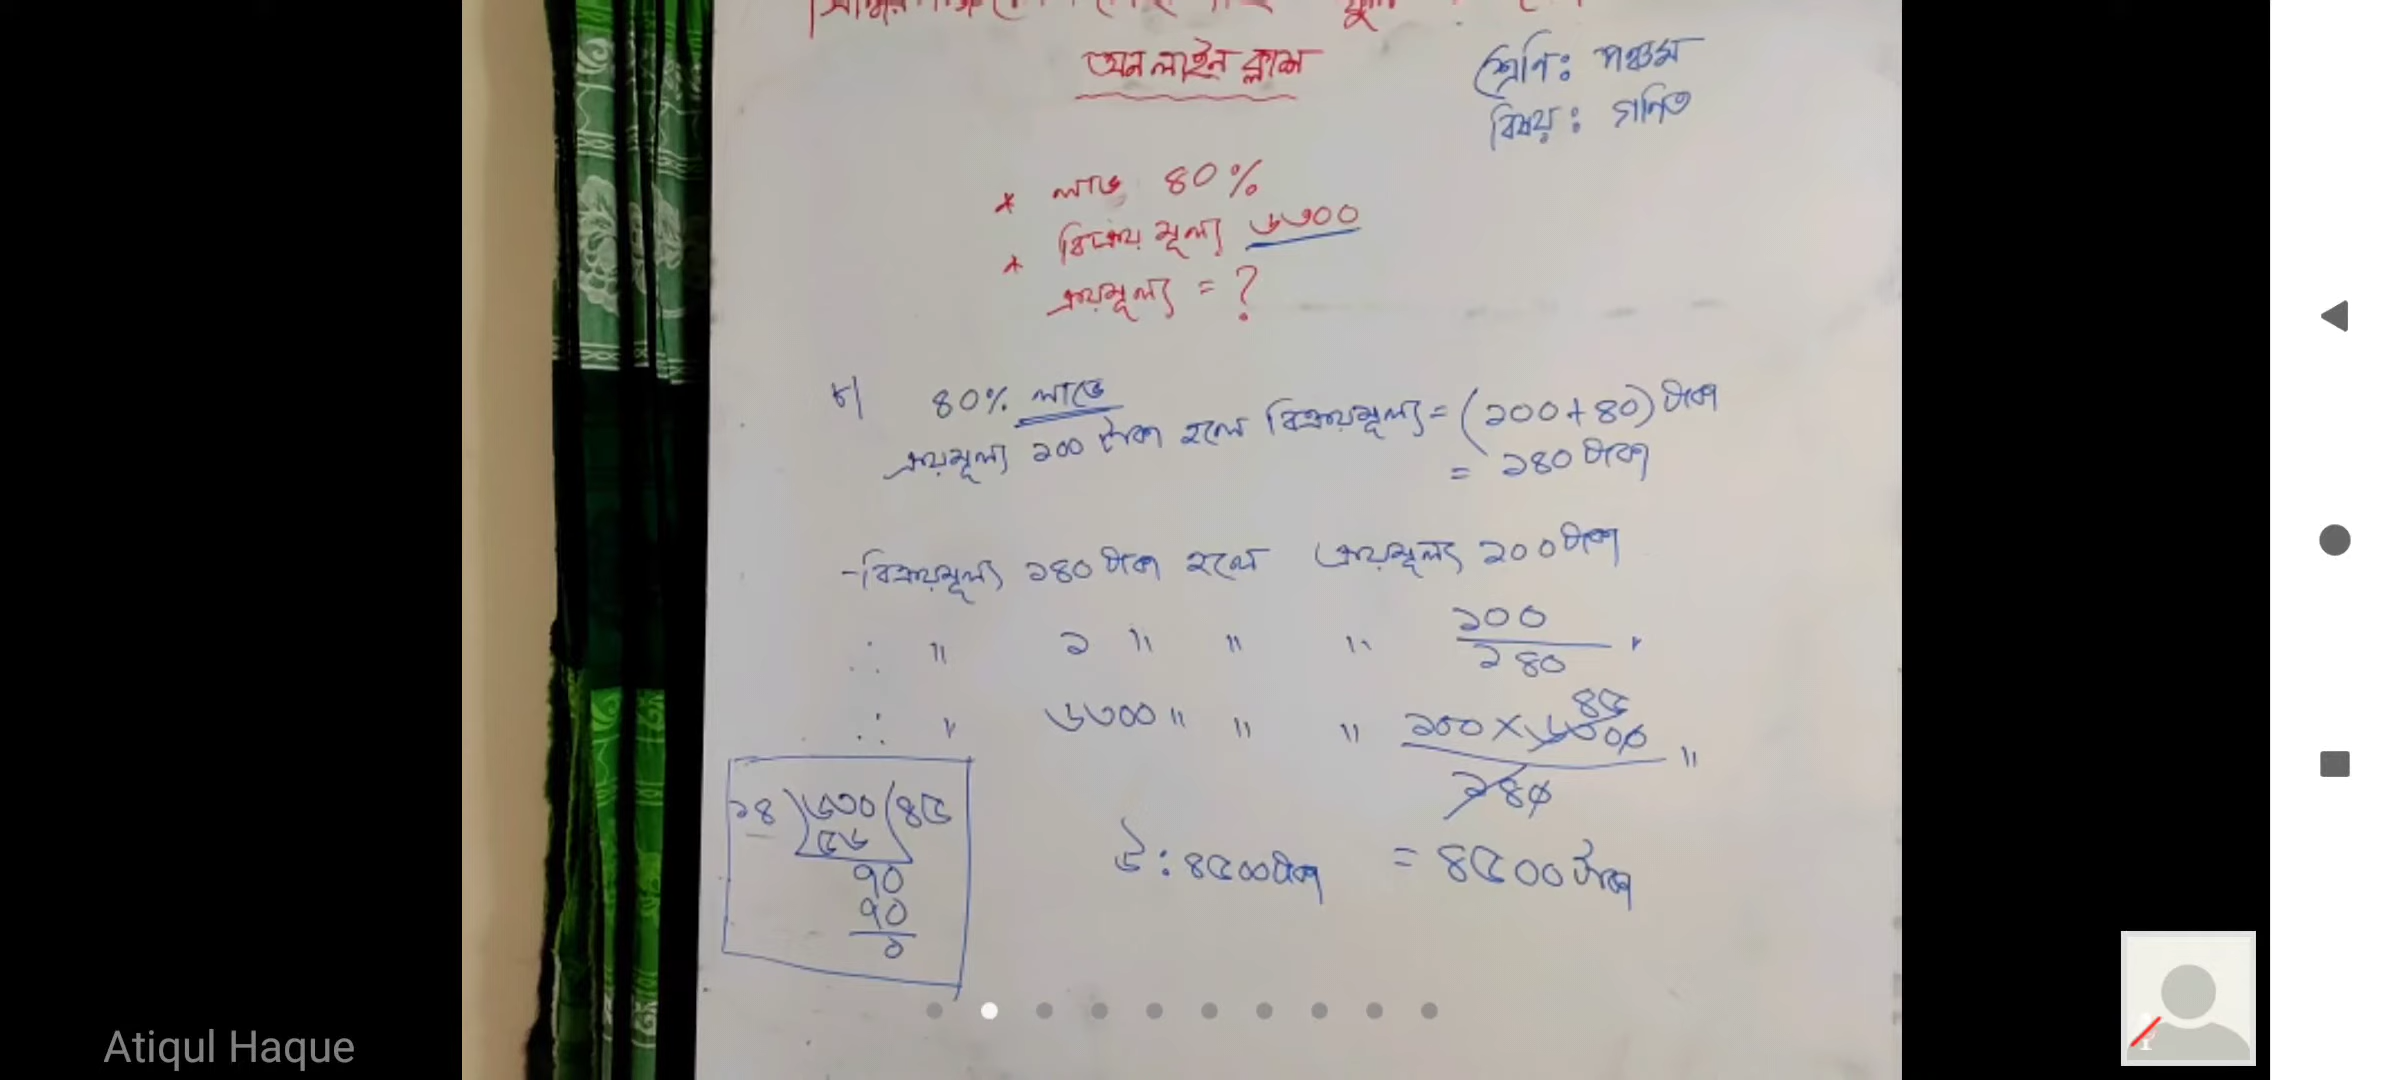 অনলাইন ক্লাশ
শ্রেণি: পঞ্চম
বিষয়: গণিত
* লাভ ৪০%
* বিক্রয় মূল্য ৬৩০০
ক্রয়মূল্য = ?
৮| ৪০% লাভে
ক্রয়মূল্য ১০০ টাকা হলে বিক্রয়মূল্য = (১০০+৪০) টাকা
= ১৪০ টাকা
-বিক্রয়মূল্য ১৪০ টাকা হলে ক্রয়মূল্য ১০০ টাকা
∴ " ১ " " " ১০০/১৪০ "
∴ " ৬৩০০ " " " ১০০×৬৩০০/১৪০ "
৪৫
১৪)৬৩০(৪৫
৫৬
৭০
৭০
০
উ: ৪৫০০ টাকা = ৪৫০০ টাকা
Atiqul Haque